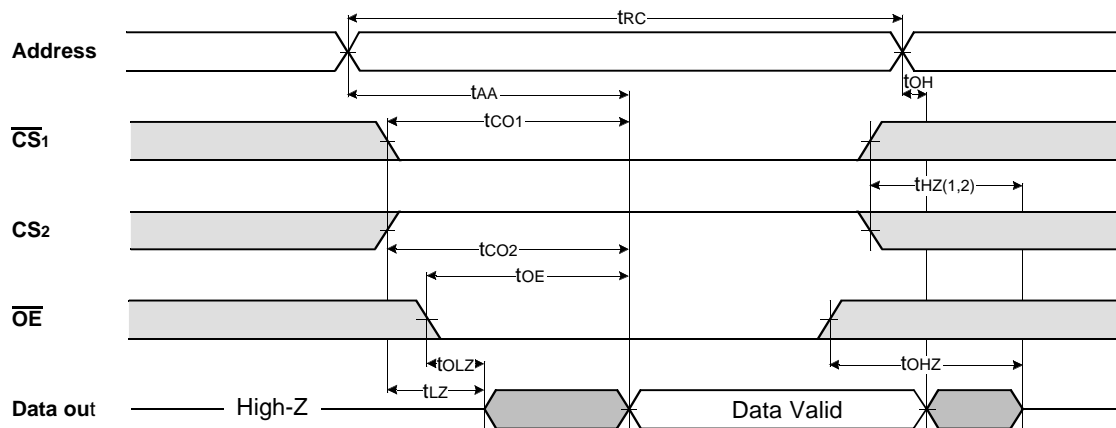 tRC
Address
tOH
tAA
tCO1
CS1
tHZ(1,2)
CS2
tCO2
tOE
OE
tOLZ
tOHZ
tLZ
Data out High-Z Data Valid